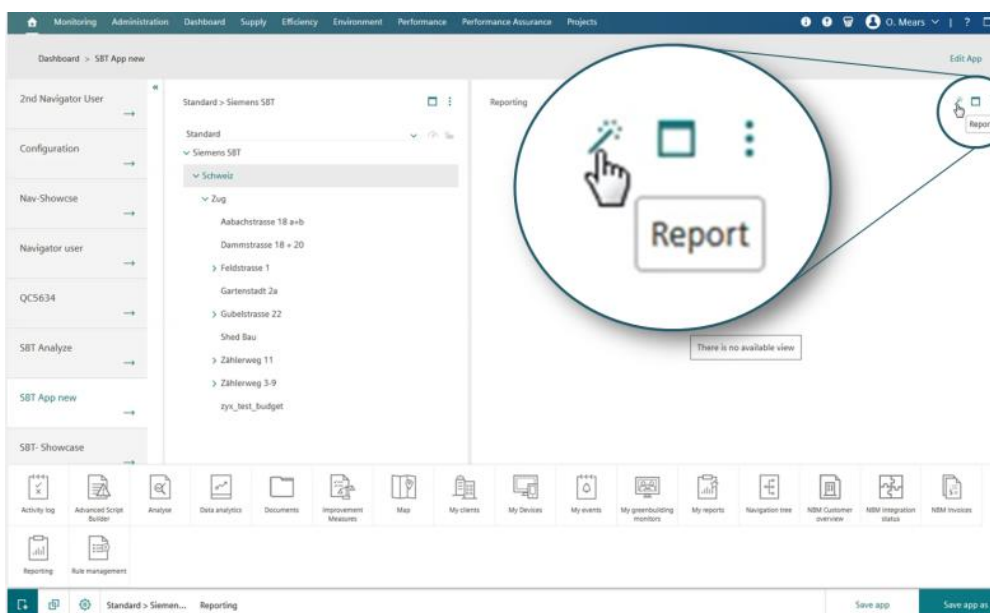 Monitoring Administration Dashboard Supply Efficiency Environment Performance Performance Assurance Projects O. Mears | ?
Dashboard > SBT App new Edit App
2nd Navigator User
Configuration
Nav-Showcse
Navigator user
QC5634
SBT Analyze
SBT App new
SBT- Showcase
Standard > Siemens SBT
Standard
Siemens SBT
Schweiz
Zug
Aabachstrasse 18 a+b
Dammstrasse 18 + 20
Feldstrasse 1
Gartenstadt 2a
Gubelstrasse 22
Shed Bau
Zählerweg 11
Zählerweg 3-9
zyx_test_budget
Reporting
Report
Repor
There is no available view
Activity log
Advanced Script
Builder
Analyse
Data analytics
Documents
Improvement
Measures
Map
My clients
My Devices
My events
My greenbuilding
monitors
My reports
Navigation tree
NBM Customer
overview
NBM Integration
status
NBM Invoices
Reporting
Rule management
Standard > Siemen... Reporting Save app Save app as